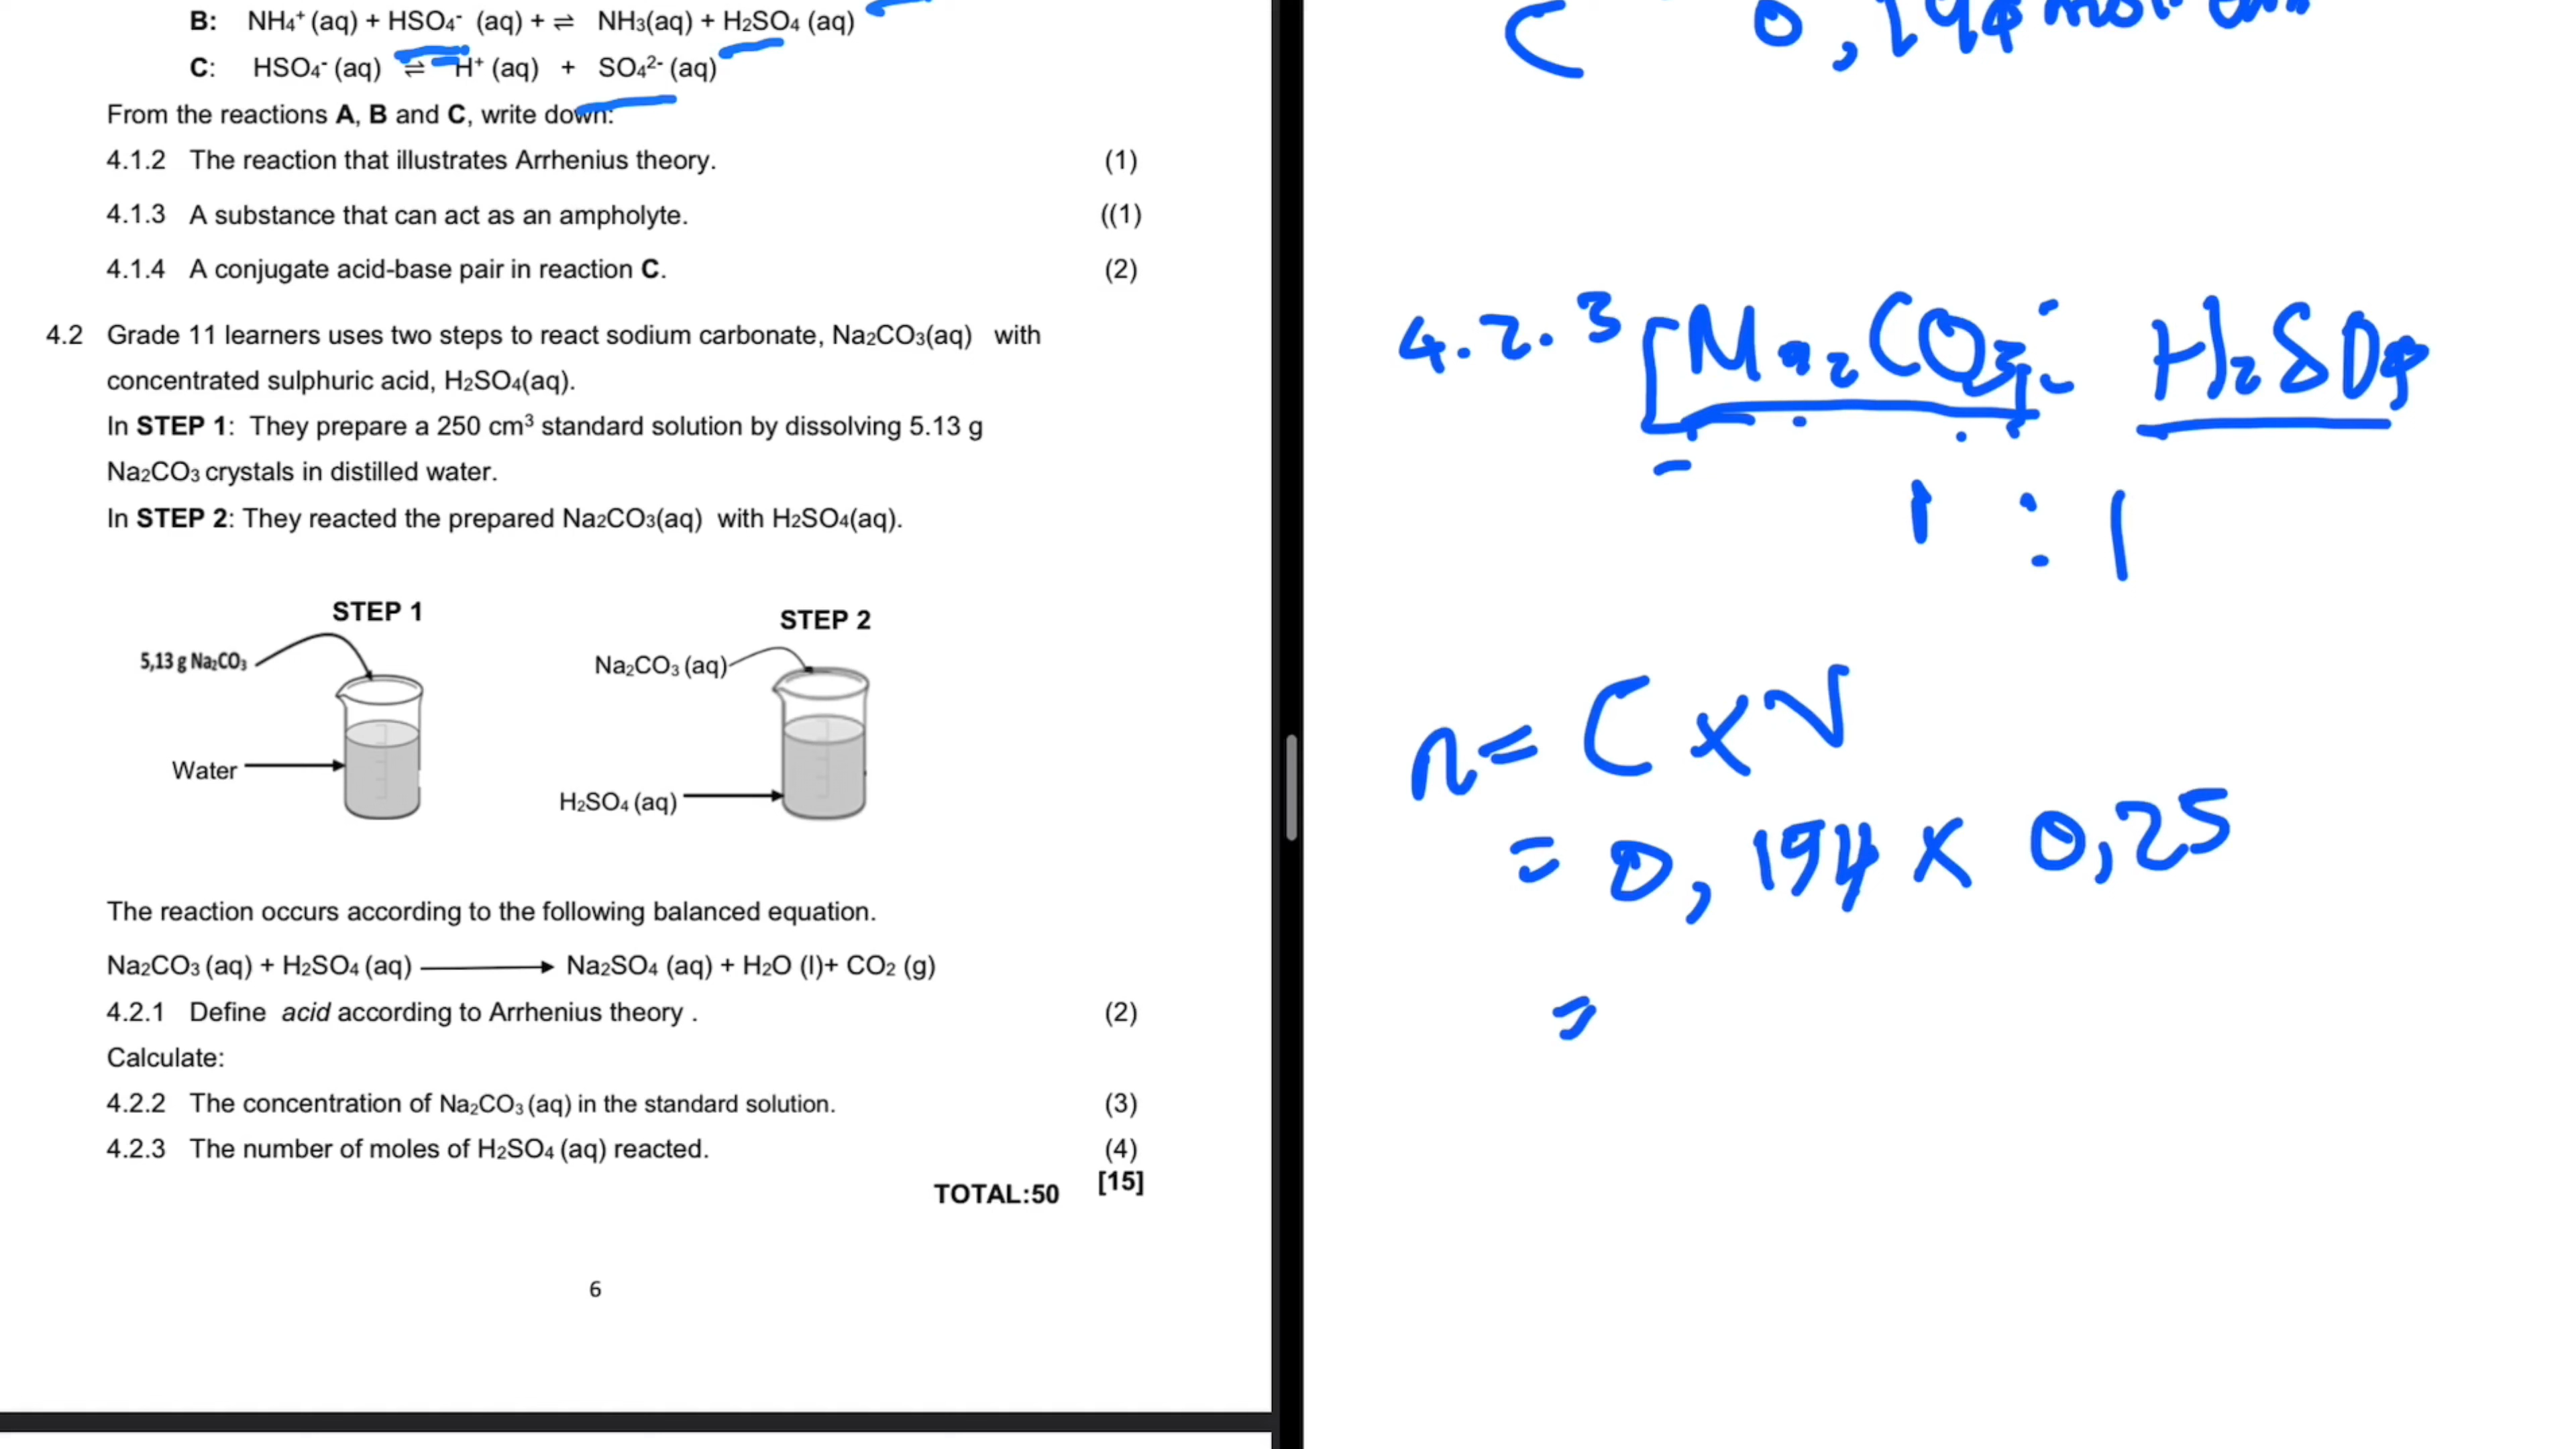 B: NH₄⁺ (aq) + HSO₄⁻ (aq) + ⇌ NH₃(aq) + H₂SO₄ (aq)
C: HSO₄⁻ (aq) ⇌ H⁺ (aq) + SO₄²⁻ (aq)
From the reactions A, B and C, write down:
4.1.2 The reaction that illustrates Arrhenius theory. (1)
4.1.3 A substance that can act as an ampholyte. ((1)
4.1.4 A conjugate acid-base pair in reaction C. (2)
4.2 Grade 11 learners uses two steps to react sodium carbonate, Na₂CO₃(aq) with
concentrated sulphuric acid, H₂SO₄(aq).
In STEP 1: They prepare a 250 cm³ standard solution by dissolving 5.13 g
Na₂CO₃ crystals in distilled water.
In STEP 2: They reacted the prepared Na₂CO₃(aq) with H₂SO₄(aq).
STEP 1
5,13 g Na₂CO₃
Water
STEP 2
Na₂CO₃ (aq)
H₂SO₄ (aq)
The reaction occurs according to the following balanced equation.
Na₂CO₃ (aq) + H₂SO₄ (aq) ⟶ Na₂SO₄ (aq) + H₂O (l)+ CO₂ (g)
4.2.1 Define acid according to Arrhenius theory . (2)
Calculate:
4.2.2 The concentration of Na₂CO₃ (aq) in the standard solution. (3)
4.2.3 The number of moles of H₂SO₄ (aq) reacted. (4)
[15]
TOTAL:50
6
4.2.3 Na₂CO₃ : H₂SO₄
1 : 1
n = C × V
= 0,194 × 0,25
=